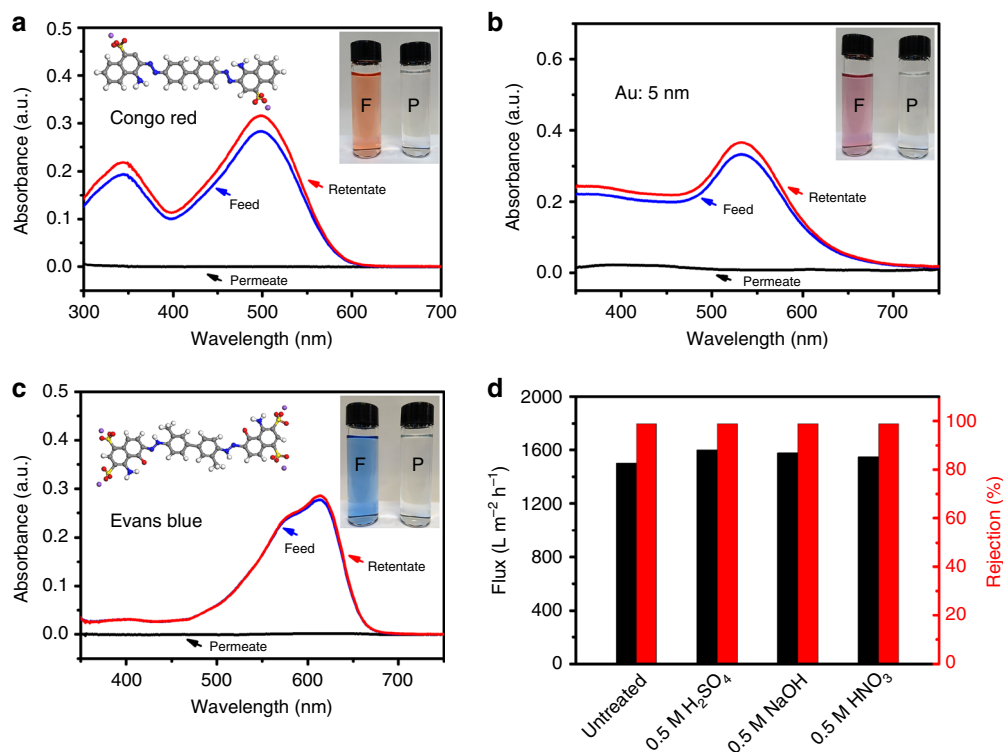 a
0.5
0.4
0.3
0.2
0.1
0.0
Absorbance (a.u.)
Congo red
F
P
Retentate
Feed
Permeate
300
400
500
600
700
Wavelength (nm)
b
0.6
0.4
0.2
0.0
Absorbance (a.u.)
Au: 5 nm
F
P
Retentate
Feed
Permeate
400
500
600
700
Wavelength (nm)
c
0.5
0.4
0.3
0.2
0.1
0.0
Absorbance (a.u.)
Evans blue
F
P
Feed
Retentate
Permeate
450
550
650
750
Wavelength (nm)
d
2000
1600
1200
800
400
0
Flux (L m⁻² h⁻¹)
100
80
60
40
20
0
Rejection (%)
Untreated
0.5 M H₂SO₄
0.5 M NaOH
0.5 M HNO₃